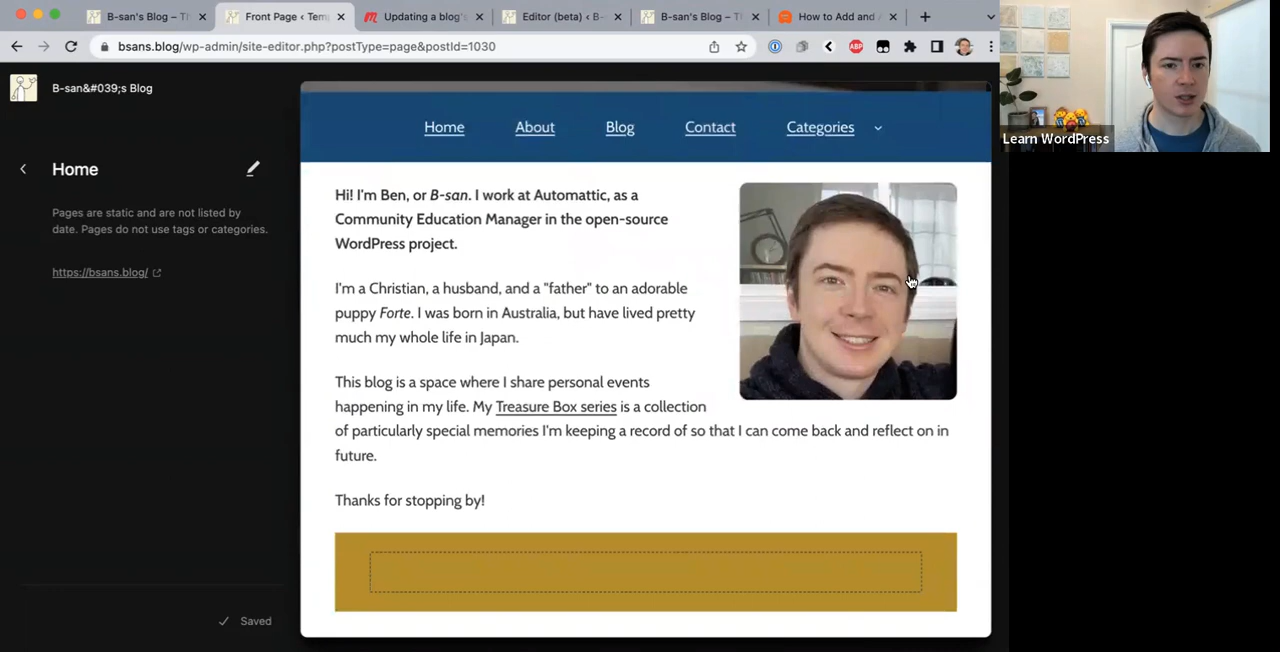 B-san's Blog – Th
Front Page ‹ Temp
Updating a blog's
Editor (beta) ‹ B-
B-san's Blog – Th
How to Add and
bsans.blog/wp-admin/site-editor.php?postType=page&postId=1030
ABP
Learn WordPress
B-san&#039;s Blog
Home
Pages are static and are not listed by
date. Pages do not use tags or categories.
https://bsans.blog/
Saved
Home About Blog Contact Categories
Hi! I'm Ben, or B-san. I work at Automattic, as a
Community Education Manager in the open-source
WordPress project.
I'm a Christian, a husband, and a "father" to an adorable
puppy Forte. I was born in Australia, but have lived pretty
much my whole life in Japan.
This blog is a space where I share personal events
happening in my life. My Treasure Box series is a collection
of particularly special memories I'm keeping a record of so that I can come back and reflect on in
future.
Thanks for stopping by!